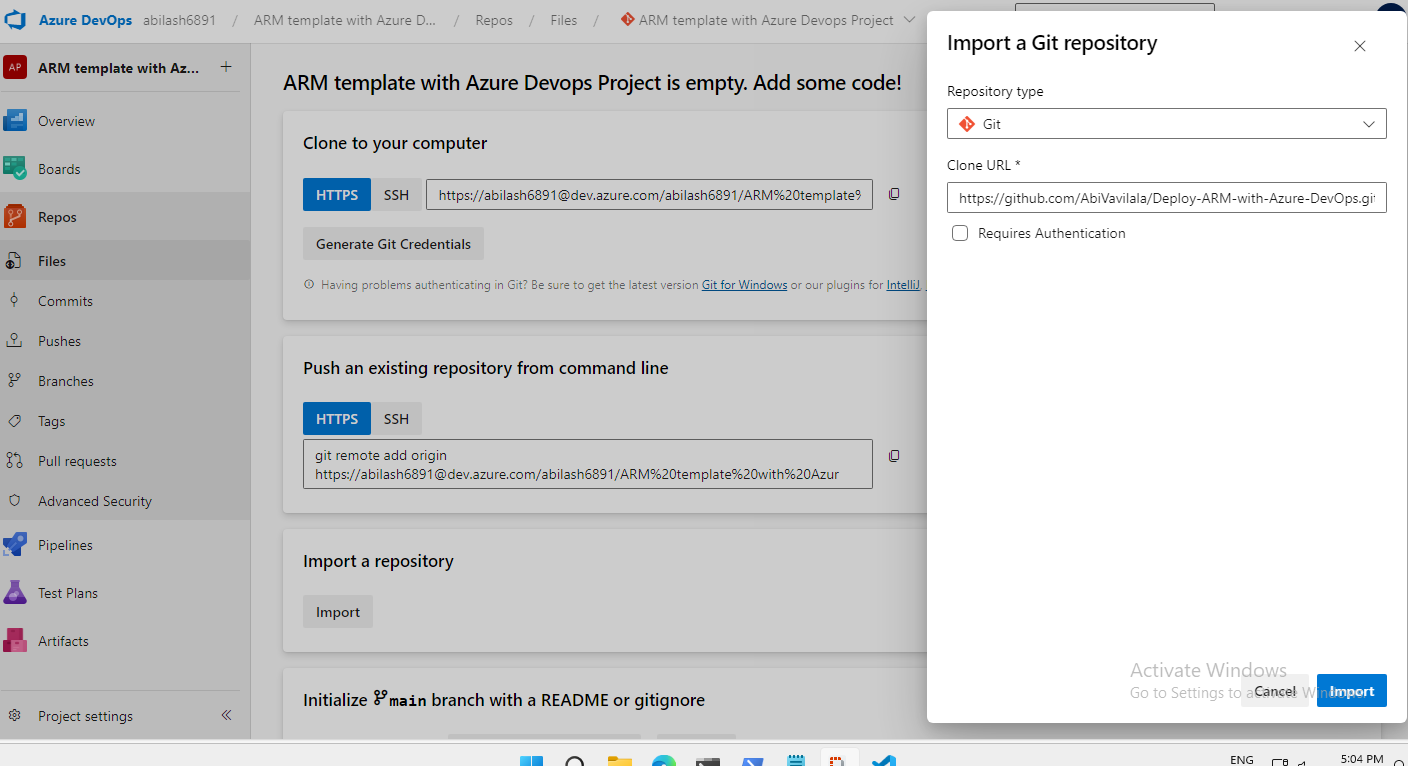 Azure DevOps abilash6891 / ARM template with Azure D... / Repos / Files / ARM template with Azure Devops Project
AP ARM template with Az... +
Overview
Boards
Repos
Files
Commits
Pushes
Branches
Tags
Pull requests
Advanced Security
Pipelines
Test Plans
Artifacts
Project settings
ARM template with Azure Devops Project is empty. Add some code!
Clone to your computer
HTTPS SSH https://abilash6891@dev.azure.com/abilash6891/ARM%20template%
Generate Git Credentials
Having problems authenticating in Git? Be sure to get the latest version Git for Windows or our plugins for IntelliJ,
Push an existing repository from command line
HTTPS SSH
git remote add origin
https://abilash6891@dev.azure.com/abilash6891/ARM%20template%20with%20Azur
Import a repository
Import
Initialize main branch with a README or gitignore
Import a Git repository
Repository type
Git
Clone URL *
https://github.com/AbiVavilala/Deploy-ARM-with-Azure-DevOps.git
Requires Authentication
Activate Windows
Go to Settings to activate Windows.
Cancel Import
ENG 5:04 PM